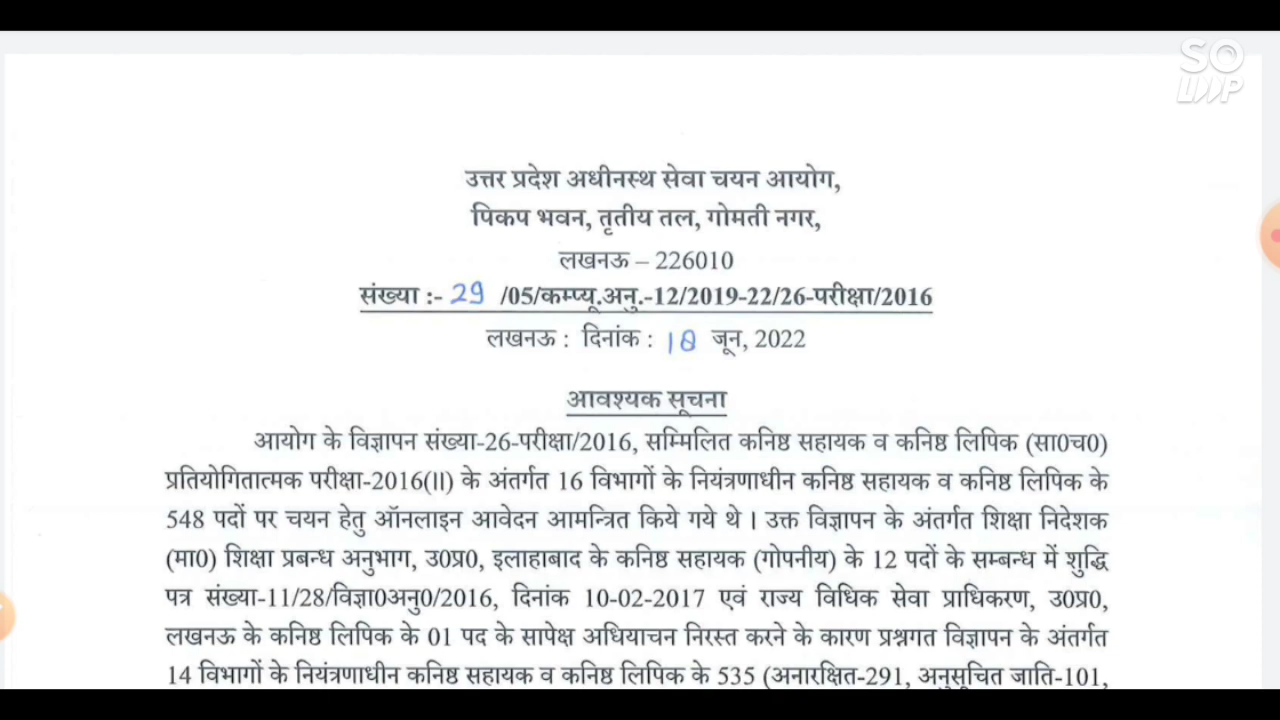 SO
LOOP
उत्तर प्रदेश अधीनस्थ सेवा चयन आयोग,
पिकप भवन, तृतीय तल, गोमती नगर,
लखनऊ – 226010
संख्या :- 29 /05/कम्प्यू.अनु.-12/2019-22/26-परीक्षा/2016
लखनऊ : दिनांक : 18 जून, 2022
आवश्यक सूचना
आयोग के विज्ञापन संख्या-26-परीक्षा/2016, सम्मिलित कनिष्ठ सहायक व कनिष्ठ लिपिक (सा0च0)
प्रतियोगितात्मक परीक्षा-2016(II) के अंतर्गत 16 विभागों के नियंत्रणाधीन कनिष्ठ सहायक व कनिष्ठ लिपिक के
548 पदों पर चयन हेतु ऑनलाइन आवेदन आमन्त्रित किये गये थे । उक्त विज्ञापन के अंतर्गत शिक्षा निदेशक
(मा0) शिक्षा प्रबन्ध अनुभाग, उ0प्र0, इलाहाबाद के कनिष्ठ सहायक (गोपनीय) के 12 पदों के सम्बन्ध में शुद्धि
पत्र संख्या-11/28/विज्ञा0अनु0/2016, दिनांक 10-02-2017 एवं राज्य विधिक सेवा प्राधिकरण, उ0प्र0,
लखनऊ के कनिष्ठ लिपिक के 01 पद के सापेक्ष अधियाचन निरस्त करने के कारण प्रश्नगत विज्ञापन के अंतर्गत
14 विभागों के नियंत्रणाधीन कनिष्ठ सहायक व कनिष्ठ लिपिक के 535 (अनारक्षित-291, अनुसूचित जाति-101,